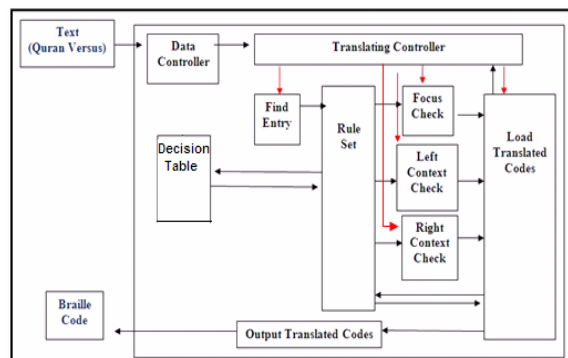 Text
(Quran Versus)
Data
Controller
Translating Controller
Find
Entry
Rule
Set
Focus
Check
Load
Translated
Codes
Decision
Table
Left
Context
Check
Right
Context
Check
Braille
Code
Output Translated Codes